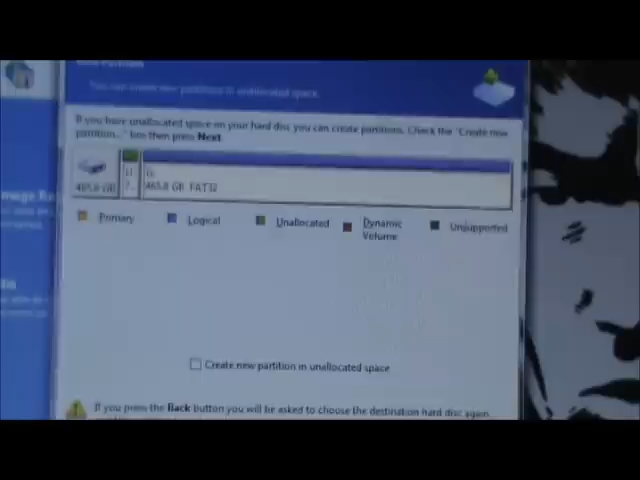 You can create new partition in unallocated space.
If you have unallocated space on your hard disc you can create partitions. Check the "Create new
partition..." box then press Next
465.8 GB
465.8 GB FAT32
Primary
Logical
Unallocated
Dynamic
Volume
Unsupported
Create new partition in unallocated space
If you press the Back button you will be asked to choose the destination hard disc again.